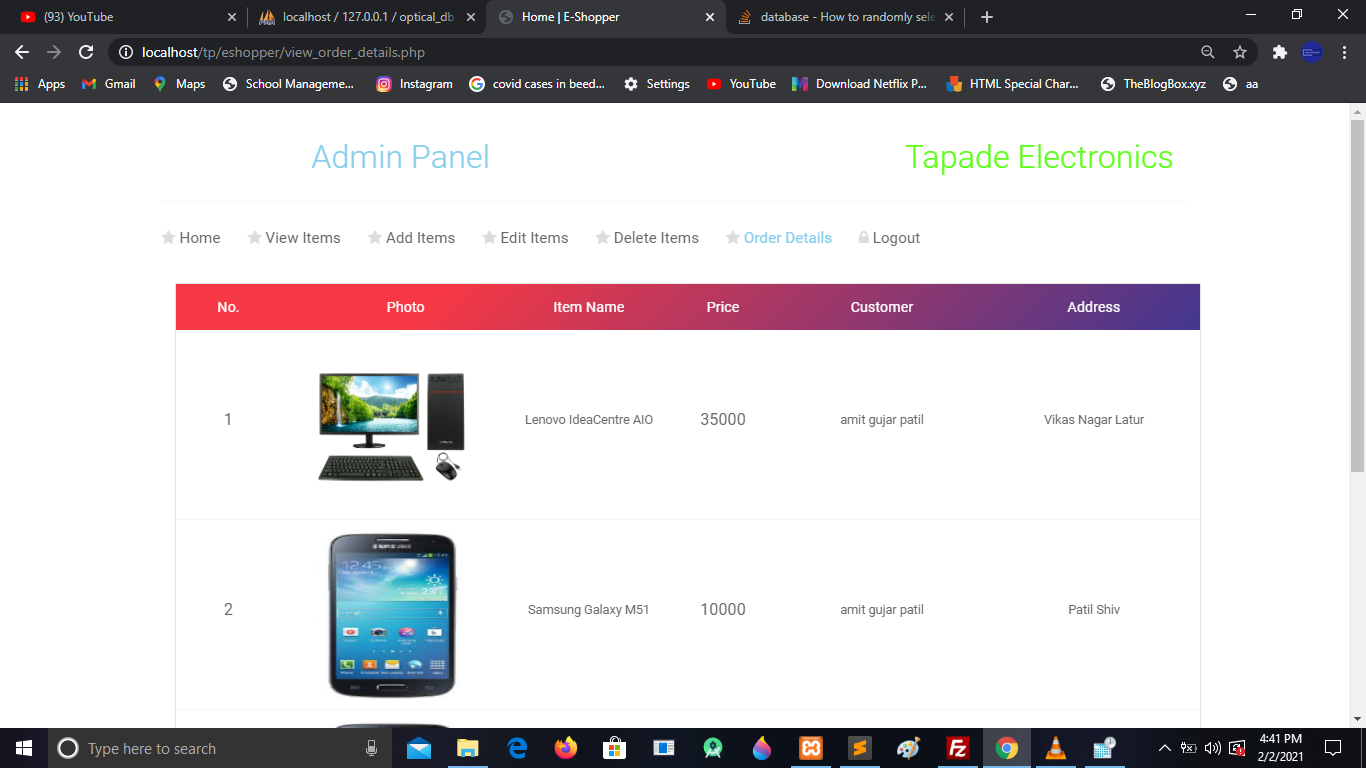 (93) YouTube
localhost / 127.0.0.1 / optical_db
Home | E-Shopper
database - How to randomly sele
localhost/tp/eshopper/view_order_details.php
Apps Gmail Maps School Manageme... Instagram covid cases in beed... Settings YouTube Download Netflix P... HTML Special Char... TheBlogBox.xyz aa
Admin Panel
Tapade Electronics
Home View Items Add Items Edit Items Delete Items Order Details Logout
No. Photo Item Name Price Customer Address
1 Lenovo IdeaCentre AIO 35000 amit gujar patil Vikas Nagar Latur
SAMSUNG
12:45
2 Samsung Galaxy M51 10000 amit gujar patil Patil Shiv
Type here to search
4:41 PM
2/2/2021